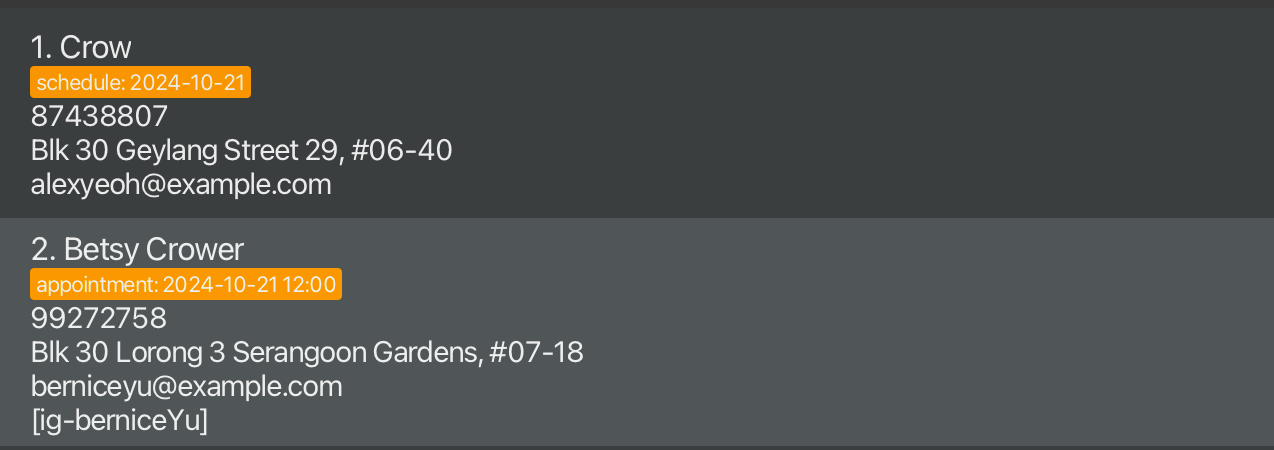 1. Crow
schedule: 2024-10-21
87438807
Blk 30 Geylang Street 29, #06-40
alexyeoh@example.com
2. Betsy Crower
appointment: 2024-10-21 12:00
99272758
Blk 30 Lorong 3 Serangoon Gardens, #07-18
berniceyu@example.com
[ig-berniceYu]